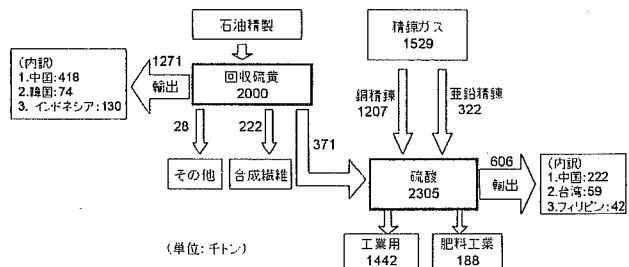 石油精製
精錬ガス
1529
(内訳)
1.中国:418
2.韓国:74
3. インドネシア:130
1271
輸出
回収硫黄
2000
銅精錬
1207
亜鉛精錬
322
28
222
371
その他
合成繊維
硫酸
2305
606
輸出
(内訳)
1.中国:222
2.台湾:59
3.フィリピン:42
(単位:千トン)
工業用
1442
肥料工業
188